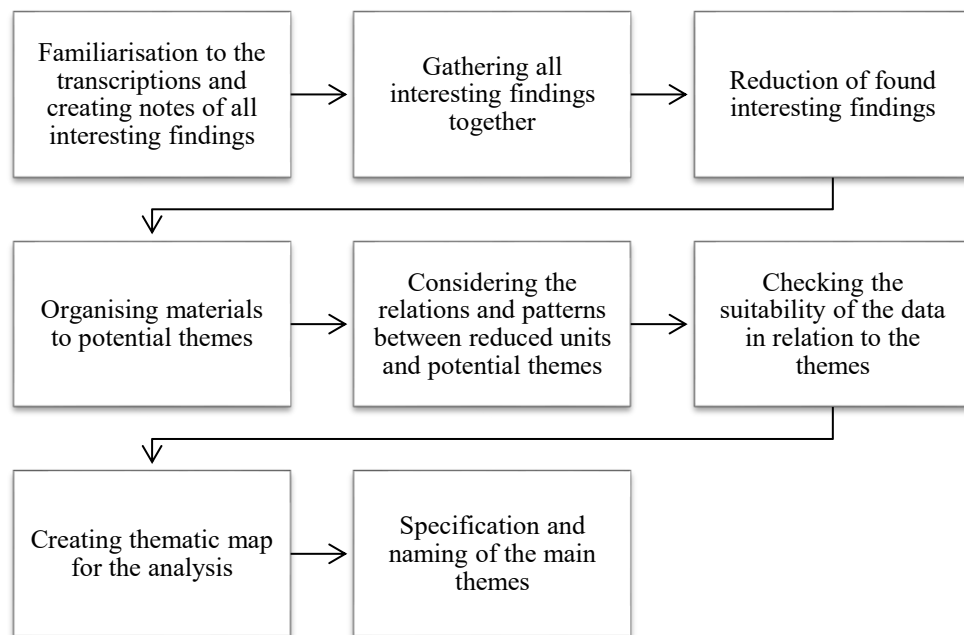 Familiarisation to the
transcriptions and
creating notes of all
interesting findings
Gathering all
interesting findings
together
Reduction of found
interesting findings
Organising materials
to potential themes
Considering the
relations and patterns
between reduced units
and potential themes
Checking the
suitability of the data
in relation to the
themes
Creating thematic map
for the analysis
Specification and
naming of the main
themes